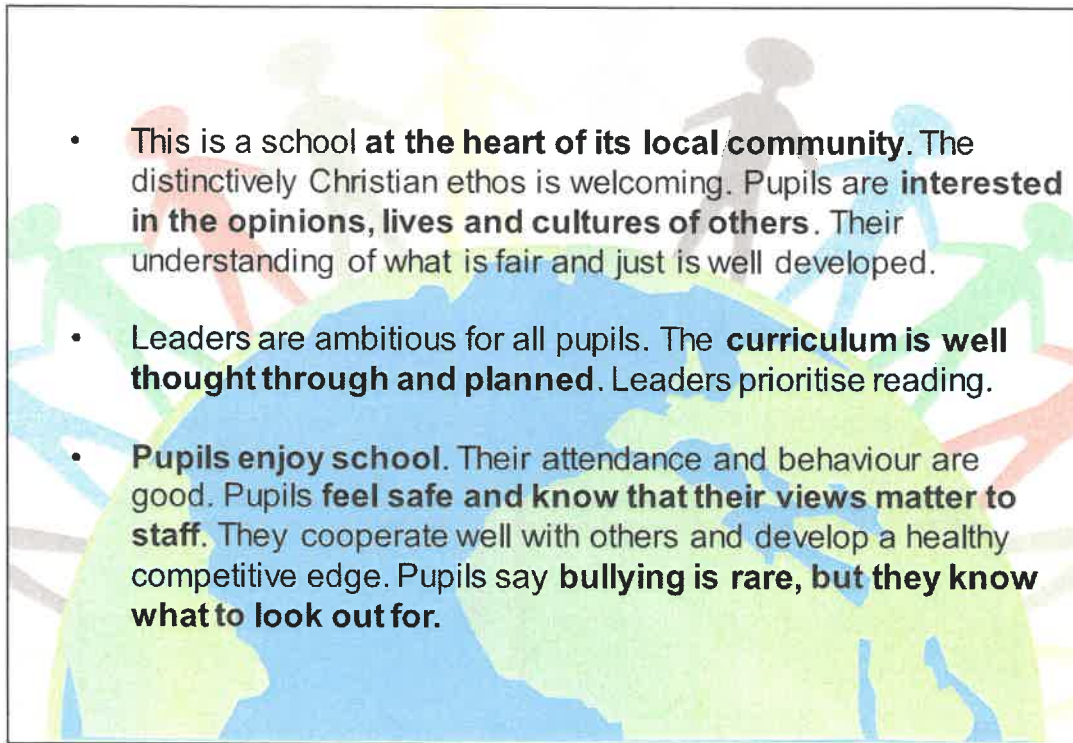 • This is a school at the heart of its local community. The
distinctively Christian ethos is welcoming. Pupils are interested
in the opinions, lives and cultures of others. Their
understanding of what is fair and just is well developed.
• Leaders are ambitious for all pupils. The curriculum is well
thought through and planned. Leaders prioritise reading.
• Pupils enjoy school. Their attendance and behaviour are
good. Pupils feel safe and know that their views matter to
staff. They cooperate well with others and develop a healthy
competitive edge. Pupils say bullying is rare, but they know
what to look out for.